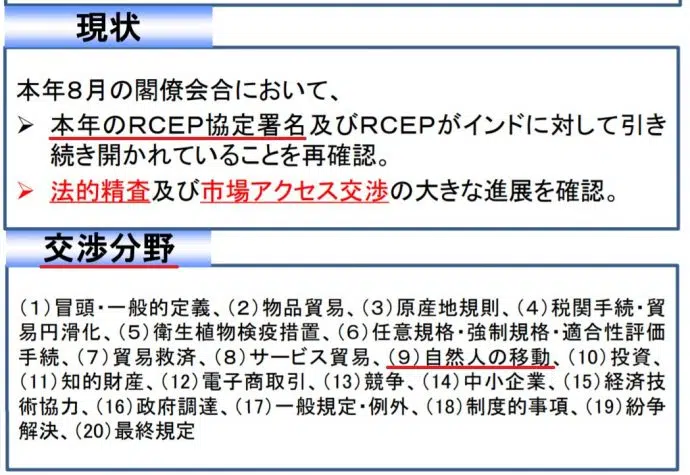 現状
本年８月の閣僚会合において、
➢ 本年のＲＣＥＰ協定署名及びＲＣＥＰがインドに対して引き
続き開かれていることを再確認。
➢ 法的精査及び市場アクセス交渉の大きな進展を確認。
交渉分野
(1)冒頭・一般的定義、(2)物品貿易、(3)原産地規則、(4)税関手続・貿
易円滑化、(5)衛生植物検疫措置、(6)任意規格・強制規格・適合性評価
手続、(7)貿易救済、(8)サービス貿易、(9)自然人の移動、(10)投資、
(11)知的財産、(12)電子商取引、(13)競争、(14)中小企業、(15)経済技
術協力、(16)政府調達、(17)一般規定・例外、(18)制度的事項、(19)紛争
解決、(20)最終規定